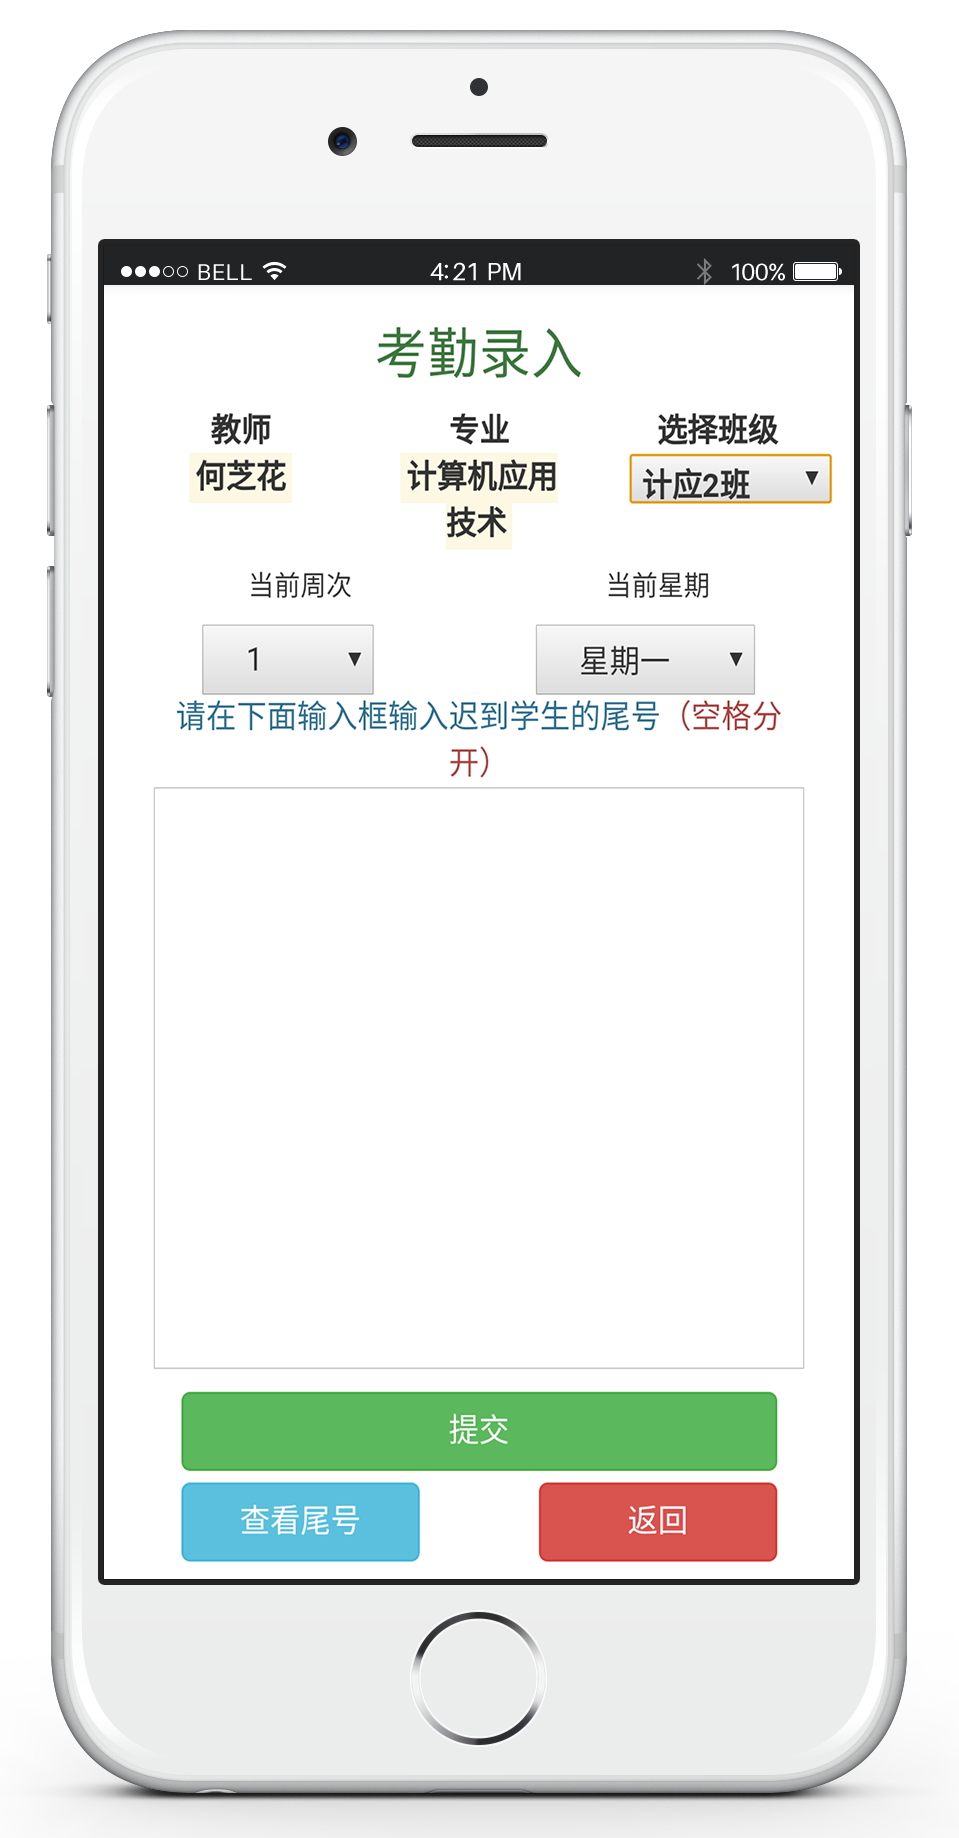 BELL 4:21 PM 100%
考勤录入
教师 专业 选择班级
何芝花 计算机应用 计应2班
技术
当前周次 当前星期
1 星期一
请在下面输入框输入迟到学生的尾号（空格分
开）
提交
查看尾号 返回